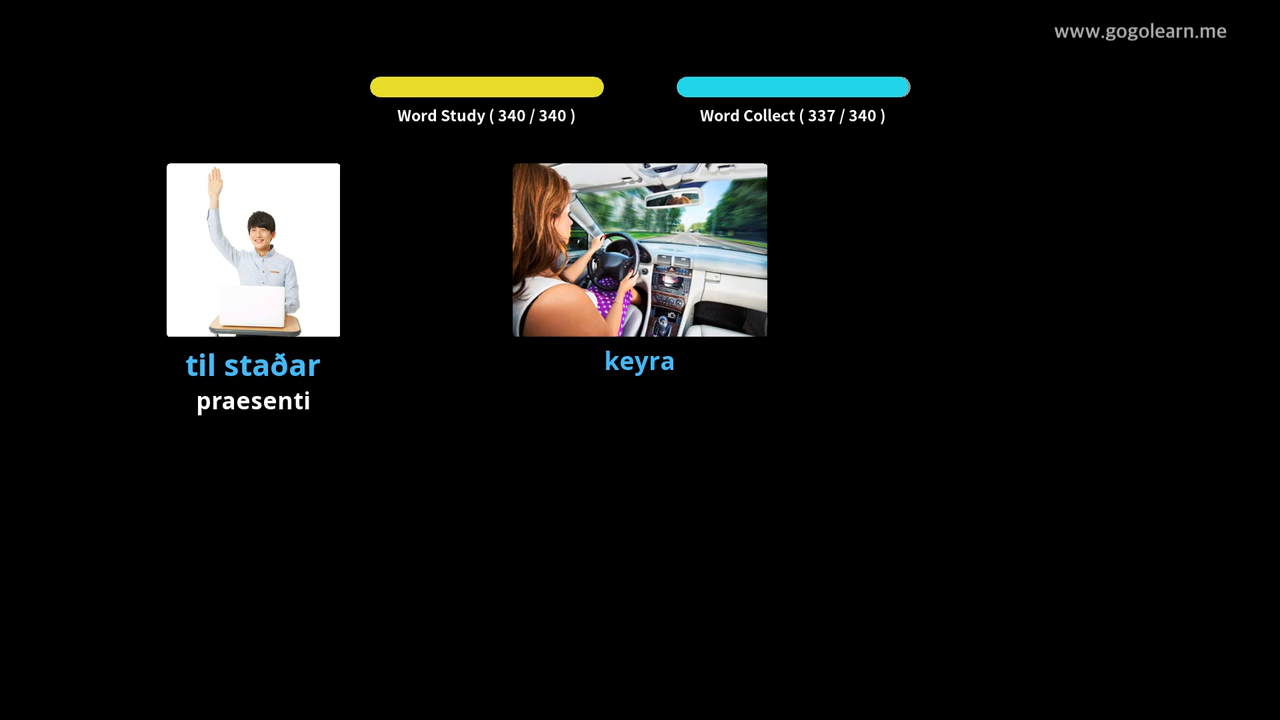 www.gogolearn.me
Word Study ( 340 / 340 )
Word Collect ( 337 / 340 )
til staðar
praesenti
keyra